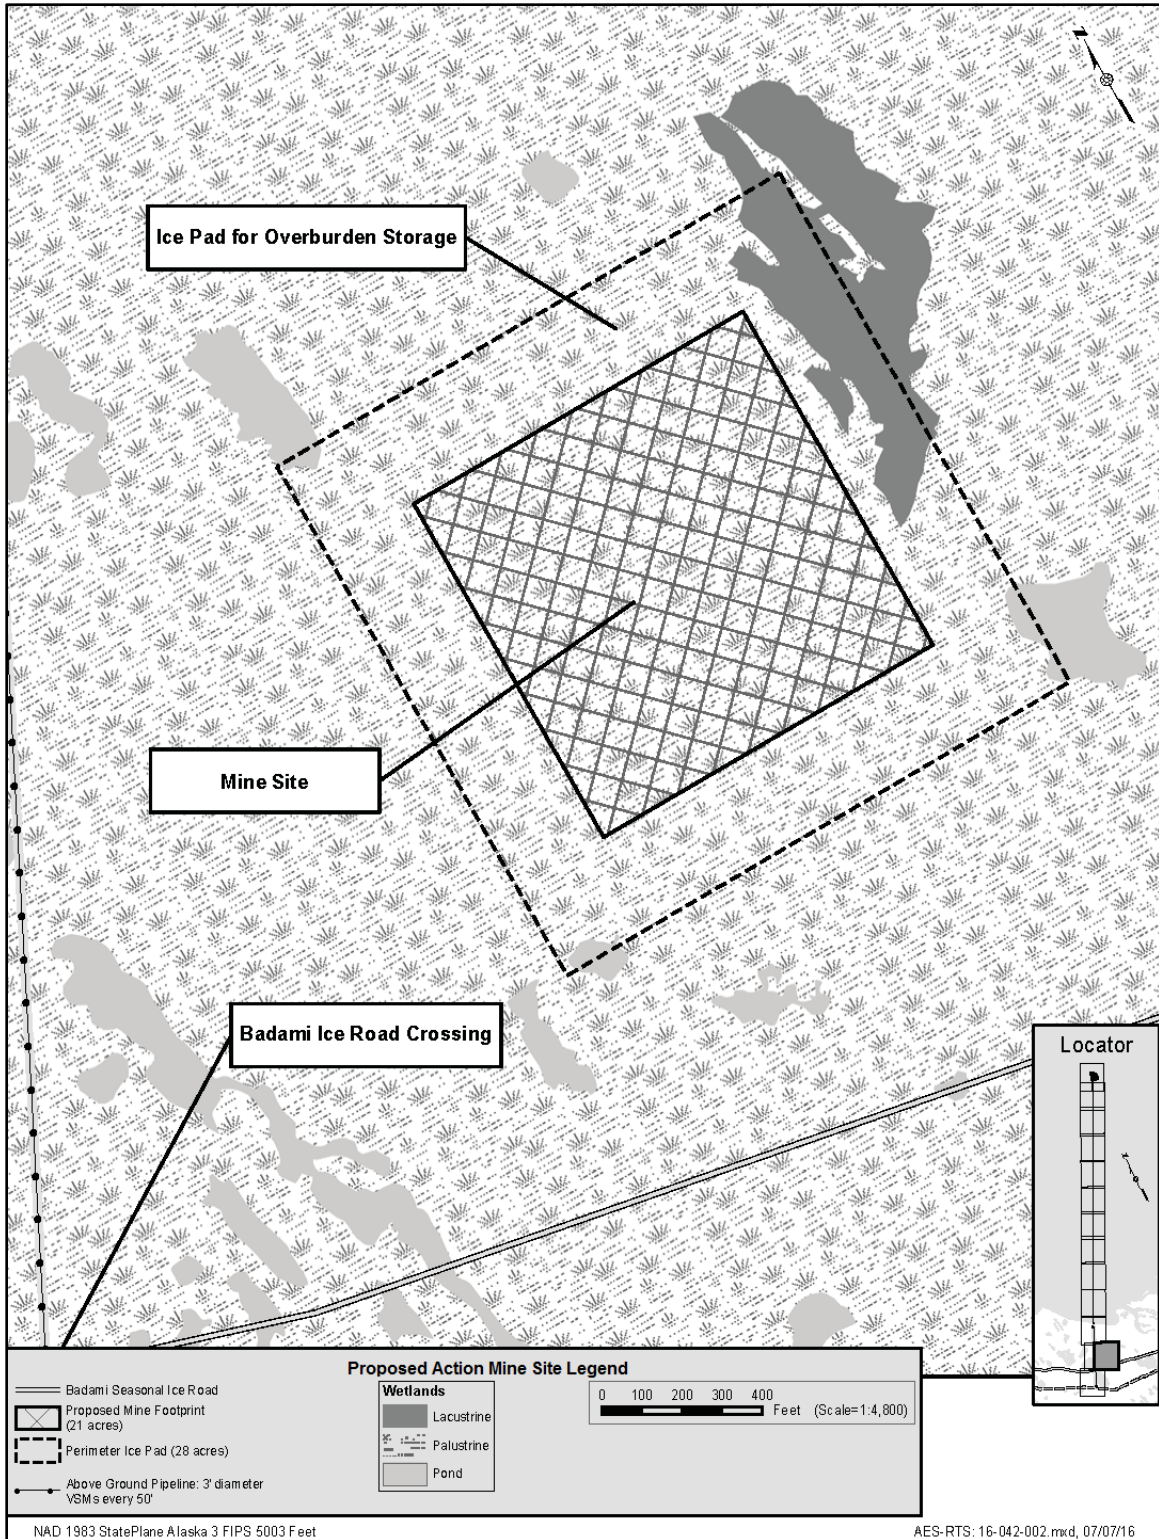 Ice Pad for Overburden Storage
Mine Site
Badami Ice Road Crossing
Locator
Proposed Action Mine Site Legend
Badami Seasonal Ice Road
Proposed Mine Footprint
(21 acres)
Perimeter Ice Pad (28 acres)
Above Ground Pipeline: 3' diameter
VSMs every 50'
Wetlands
Lacustrine
Palustrine
Pond
0 100 200 300 400
Feet (Scale=1:4,800)
NAD 1983 StatePlane Alaska 3 FIPS 5003 Feet
AES-RTS: 16-042-002.mxd, 07/07/16